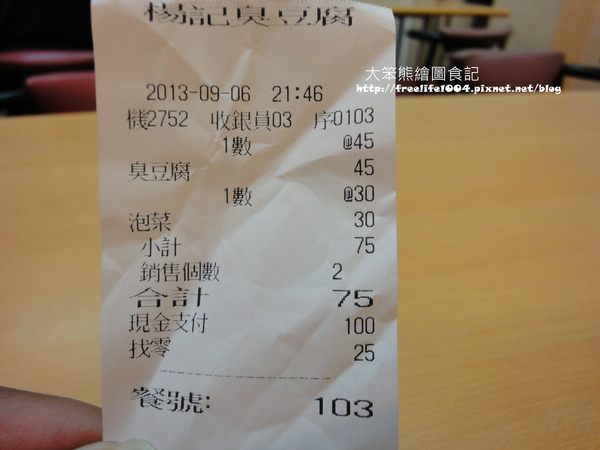 楊記臭豆腐
大笨熊繪圖食記
http://freelife1004.pixnet.net/blog
2013-09-06 21:46
機2752 收銀員03 序0103
1數 @45
臭豆腐 45
1數 @30
泡菜 30
小計 75
銷售個數 2
合計 75
現金支付 100
找零 25
餐號: 103